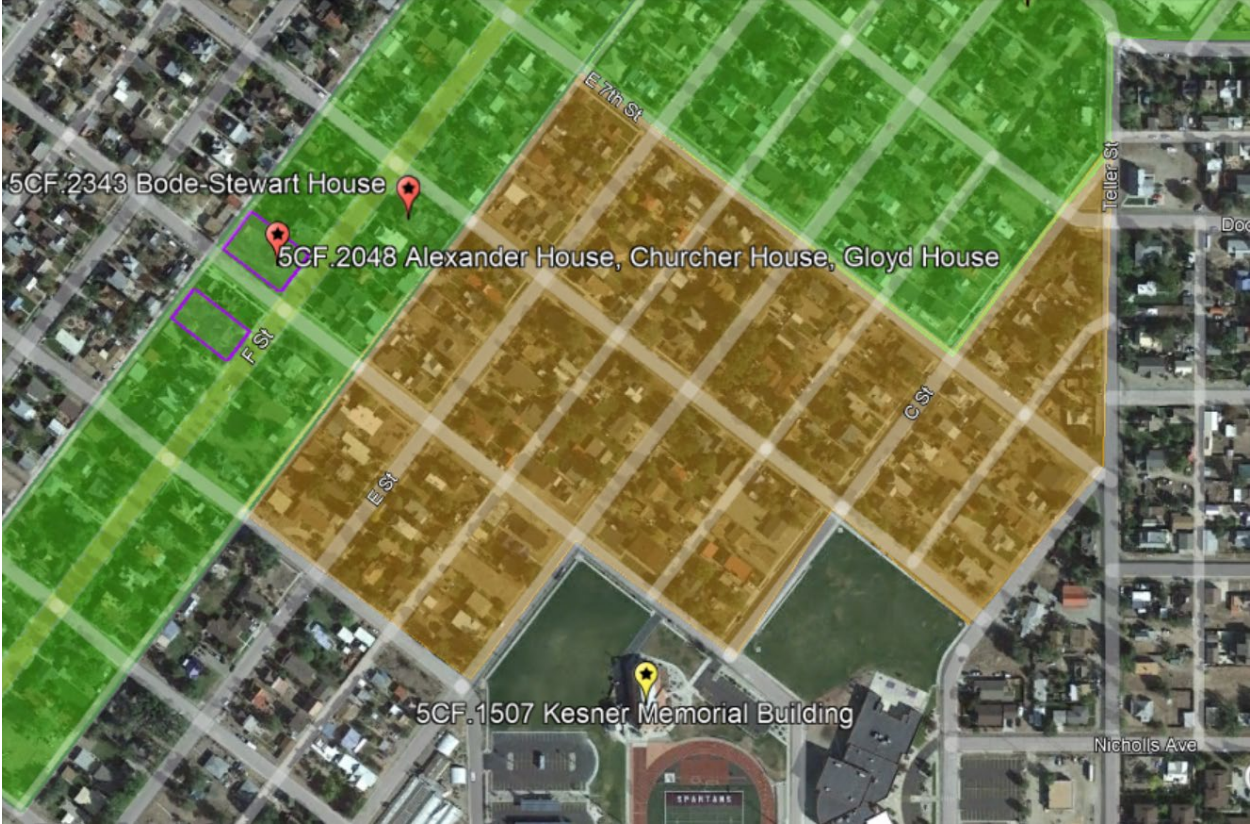 E 7th St
Teller St
5CF.2343 Bode-Stewart House
Doc
5CF.2048 Alexander House, Churcher House, Gloyd House
F St
C St
E St
5CF.1507 Kesner Memorial Building
Nicholls Ave
SPARTANS